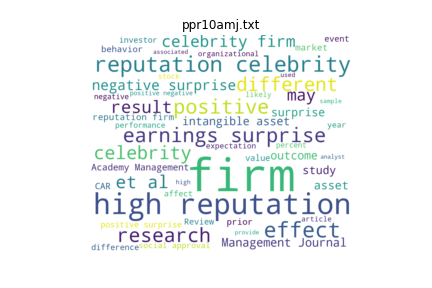 ppr10amj.txt
investor celebrity firm market event
behavior associated organizational
reputation celebrity
stock
negative surprise different likely used
negative positive negative may sample
result positive
reputation firm intangible asset surprise
performance earnings surprise year
expectation percent
celebrity value outcome analyst
Academy Management study
CAR et al high firm asset
affect
high reputation
positive surprise Review prior article
research effect
provide
difference social approval Management Journal